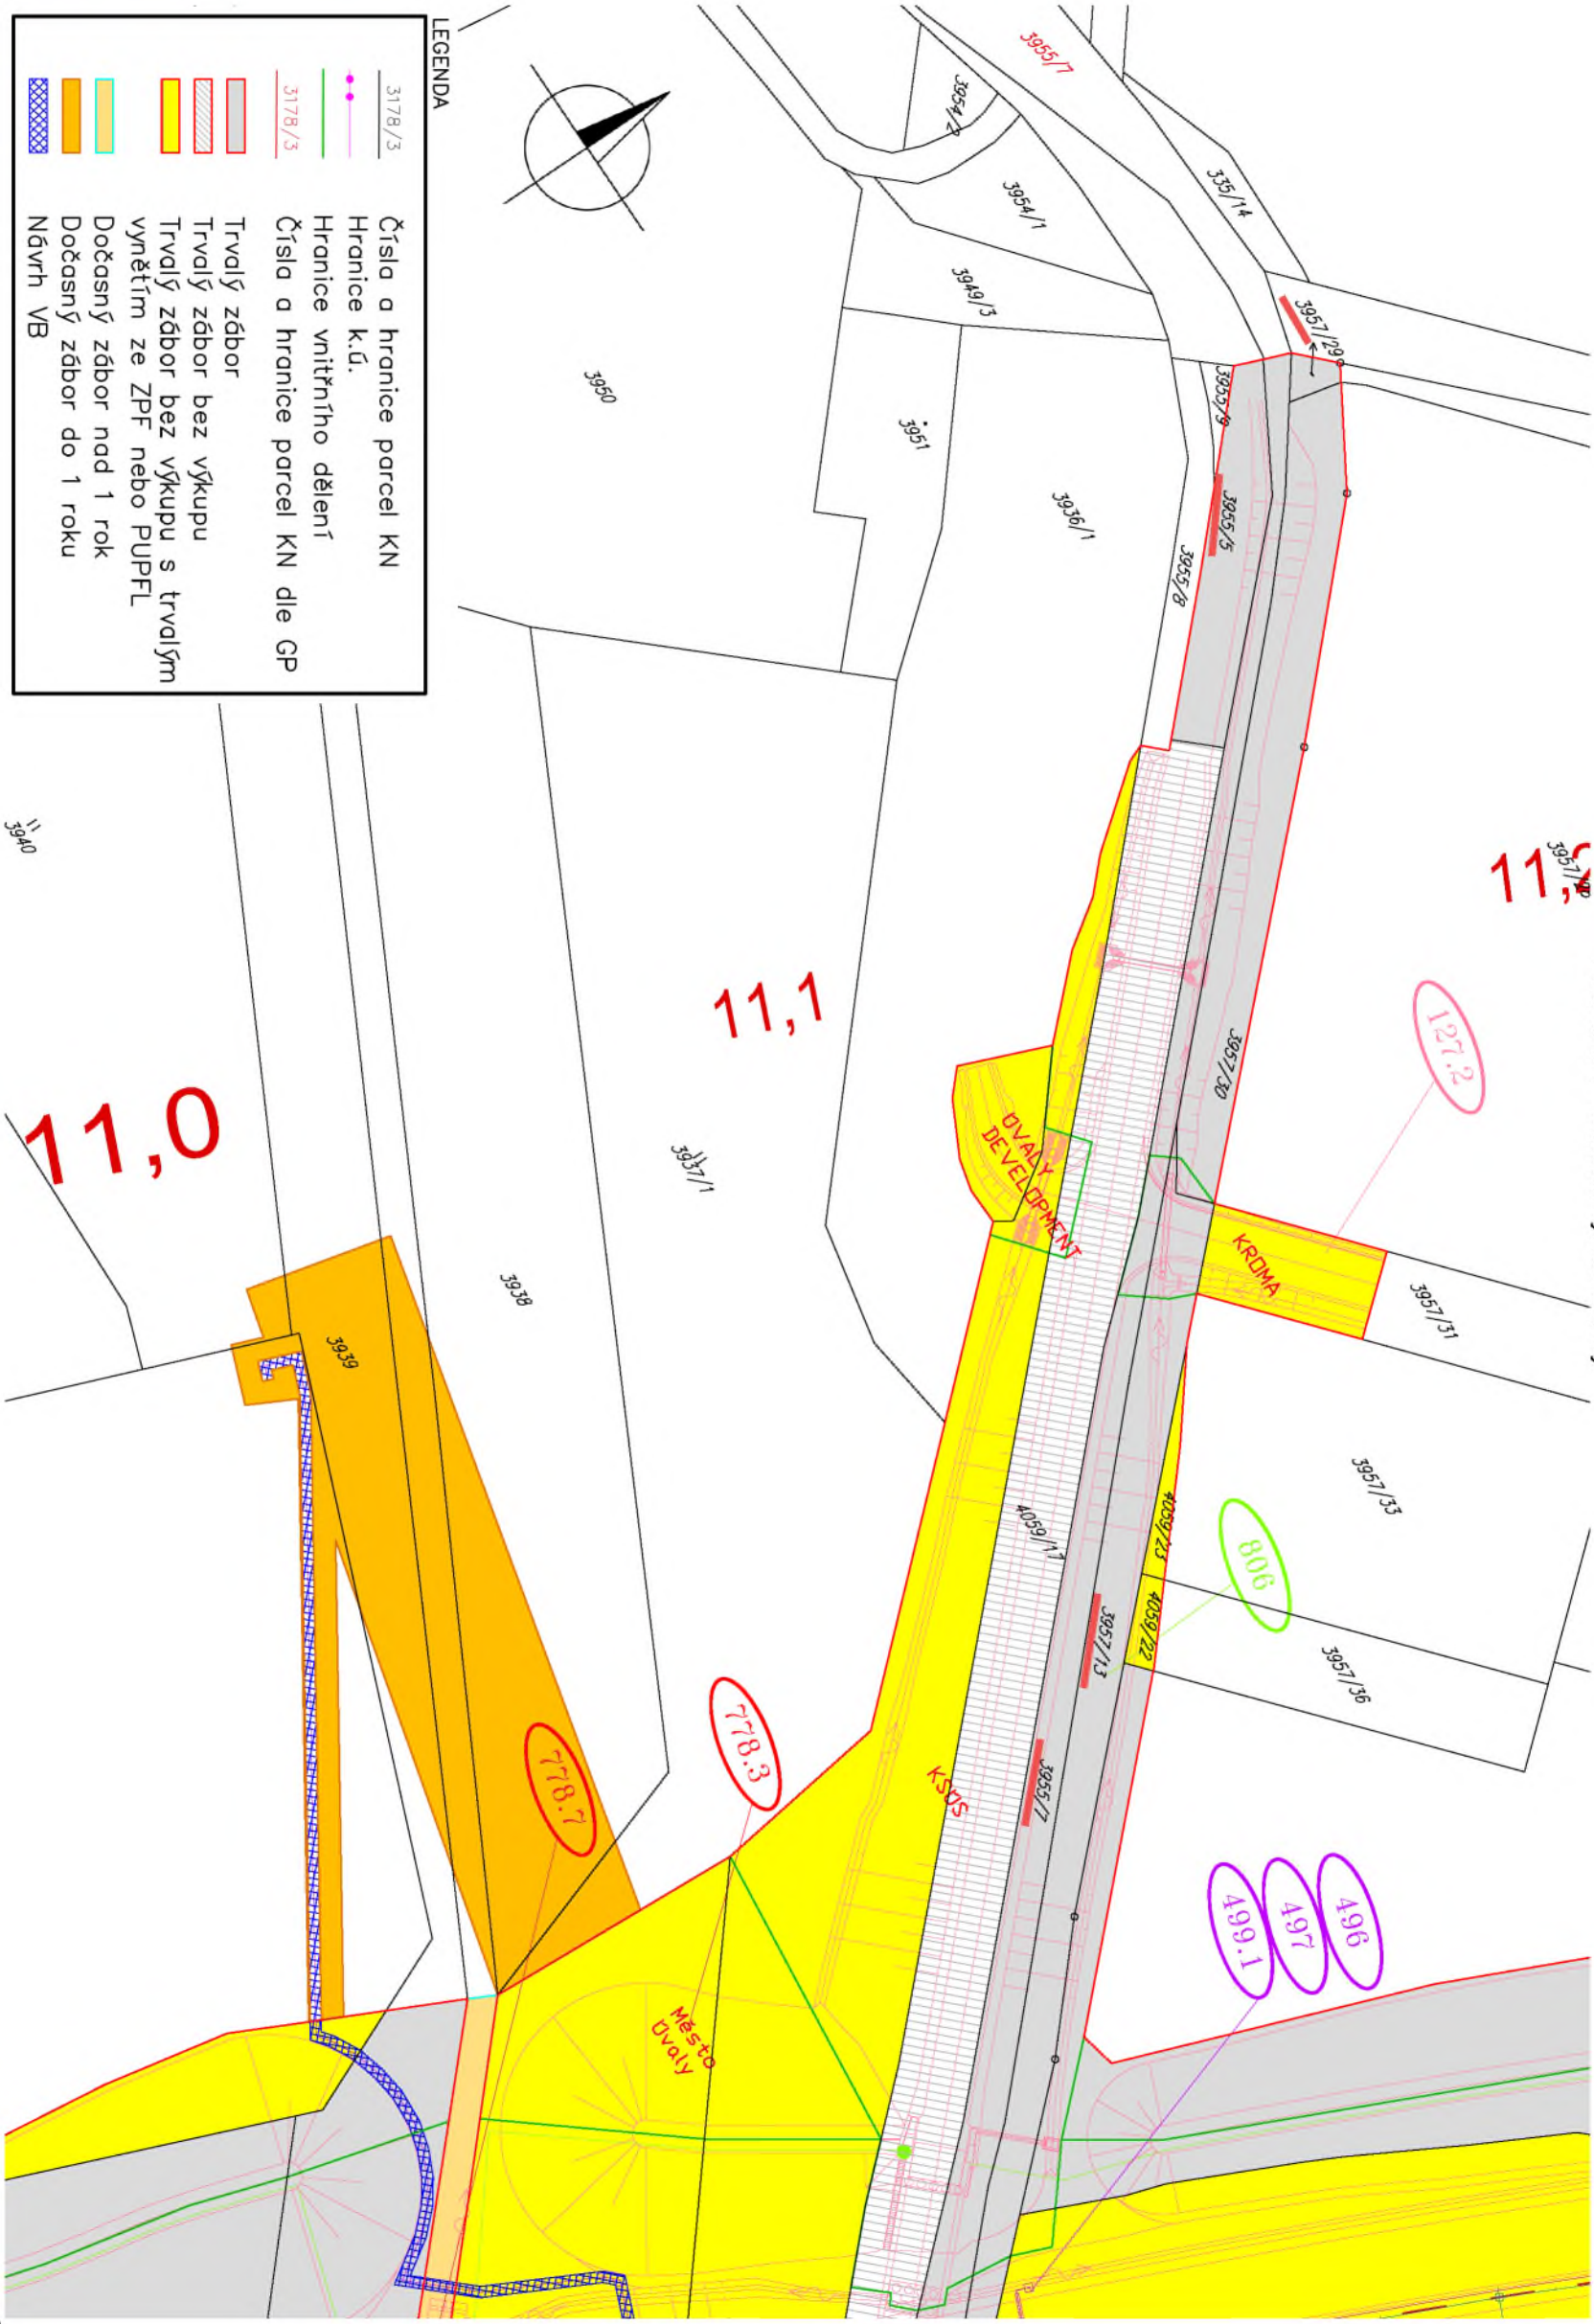 LEGENDA
3178/3 Čísla a hranice parcel KN
Hranice k.ú.
Hranice vnitřního dělení
3178/3 Čísla a hranice parcel KN dle GP
Trvalý zábor
Trvalý zábor bez výkupu
Trvalý zábor bez výkupu s trvalým
vynětím ze ZPF nebo PUPFL
Dočasný zábor nad 1 rok
Dočasný zábor do 1 roku
Návrh VB
3955/7
3954/2
3954/1
335/14
3949/3
3957/29
3950
3951
3955/9
3936/1
3955/5
3955/8
3940
11,1
11,0
127.2
3957/30
ÚVALY
DEVELOPMENT
KROMA
3937/1
3957/31
3938
3939
3957/33
4059/17
4059/23
806
4059/22
3957/13
3957/36
778.3
778.7
KSÚS
3955/7
496
497
499.1
Město
Úvaly